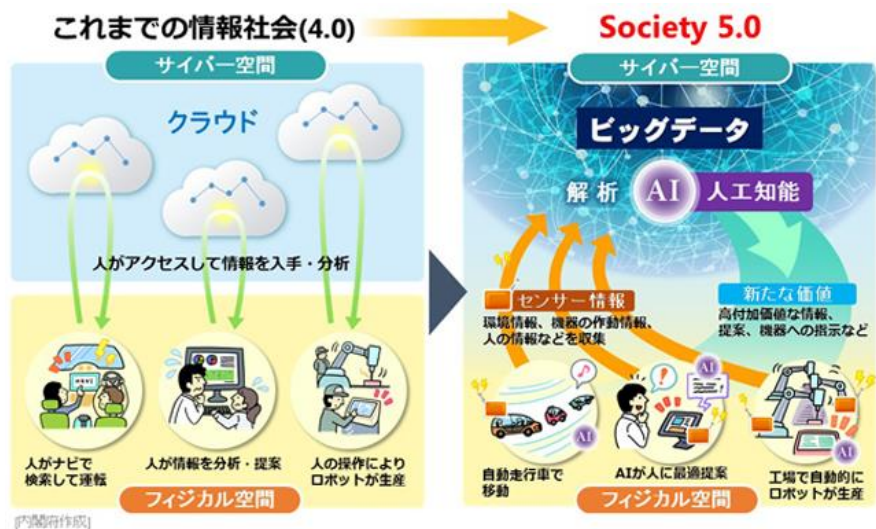 これまでの情報社会(4.0)
Society 5.0
サイバー空間
クラウド
人がアクセスして情報を入手・分析
人がナビで
検索して運転
人が情報を分析・提案
人の操作により
ロボットが生産
フィジカル空間
サイバー空間
ビッグデータ
解析 AI 人工知能
センサー情報
環境情報、機器の作動情報、
人の情報などを収集
新たな価値
高付加価値な情報、
提案、機器への指示など
AI
AI
AI
自動走行車で
移動
AIが人に最適提案
工場で自動的に
ロボットが生産
フィジカル空間
[内閣府作成]